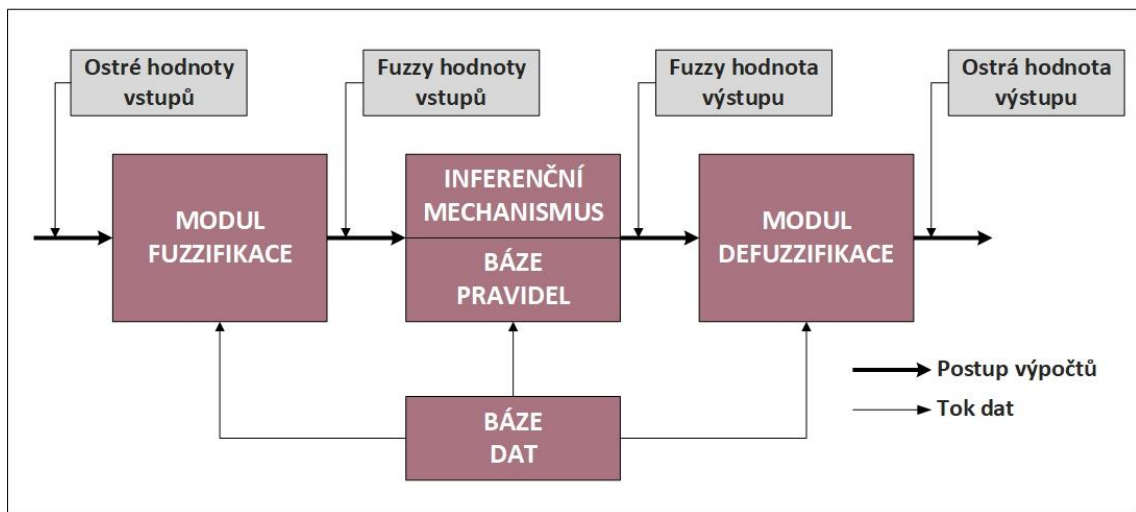 Ostré hodnoty
vstupů
Fuzzy hodnoty
vstupů
Fuzzy hodnota
výstupu
Ostrá hodnota
výstupu
MODUL
FUZZIFIKACE
INFERENČNÍ
MECHANISMUS
BÁZE
PRAVIDEL
MODUL
DEFUZZIFIKACE
BÁZE
DAT
Postup výpočtů
Tok dat